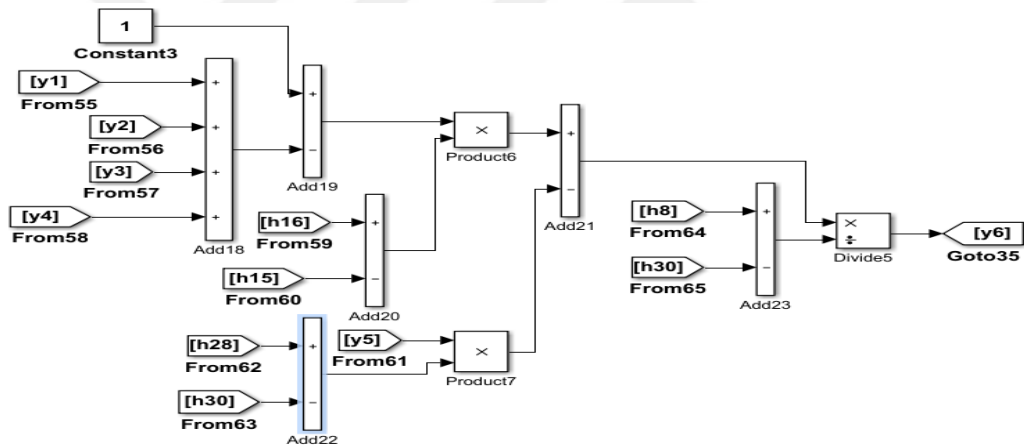 1
Constant3
[y1]
From55
[y2]
From56
[y3]
From57
[y4]
From58
+
+
+
+
Add18
+
−
Add19
[h16]
From59
[h15]
From60
+
−
Add20
×
Product6
[h28]
From62
[h30]
From63
+
−
Add22
[y5]
From61
×
Product7
+
−
Add21
[h8]
From64
[h30]
From65
+
−
Add23
×
÷
Divide5
[y6]
Goto35